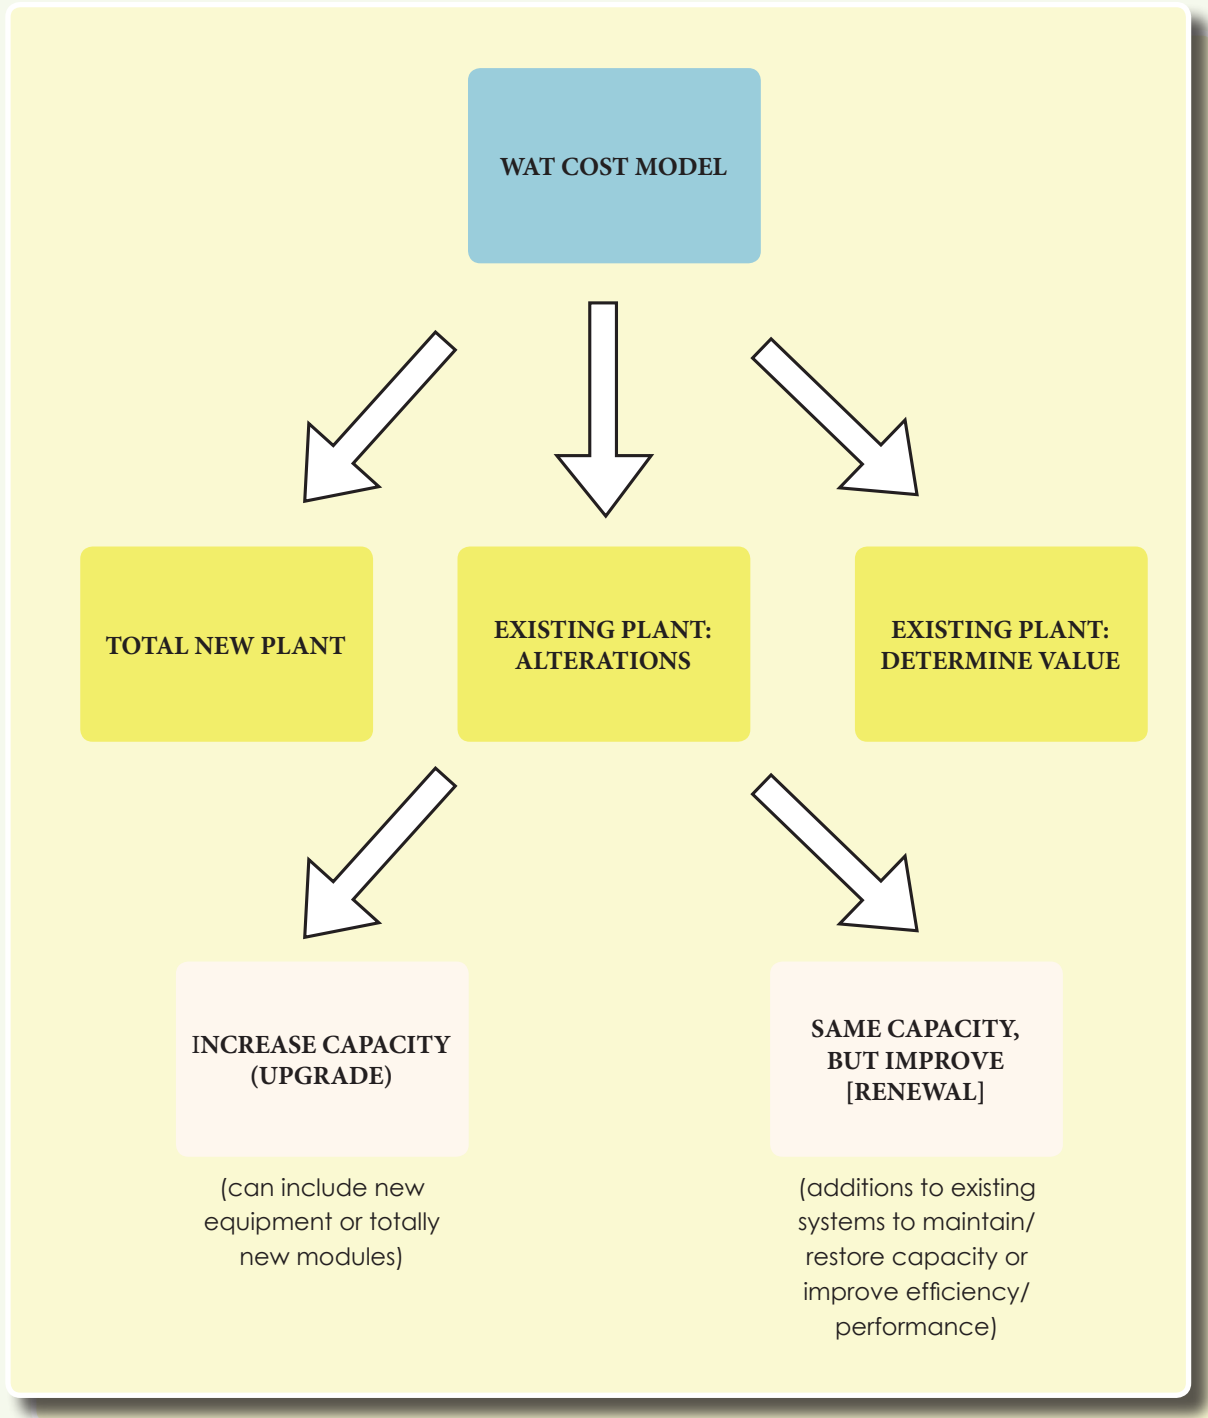 WAT COST MODEL
TOTAL NEW PLANT
EXISTING PLANT:
ALTERATIONS
EXISTING PLANT:
DETERMINE VALUE
INCREASE CAPACITY
(UPGRADE)
(can include new
equipment or totally
new modules)
SAME CAPACITY,
BUT IMPROVE
[RENEWAL]
(additions to existing
systems to maintain/
restore capacity or
improve efficiency/
performance)